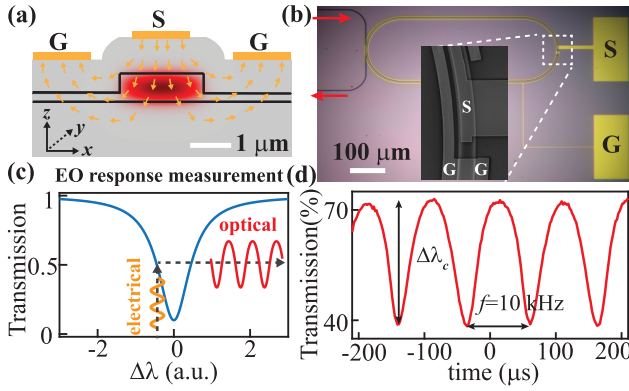 (a)
S
G
G
z
y
x
1 μm
(b)
S
S
G
G
G
100 μm
(c) EO response measurement
Transmission
1
0.5
0
optical
electrical
-2
0
2
Δλ (a.u.)
(d)
Transmission(%)
70
40
Δλc
f=10 kHz
-200
-100
0
100
200
time (μs)